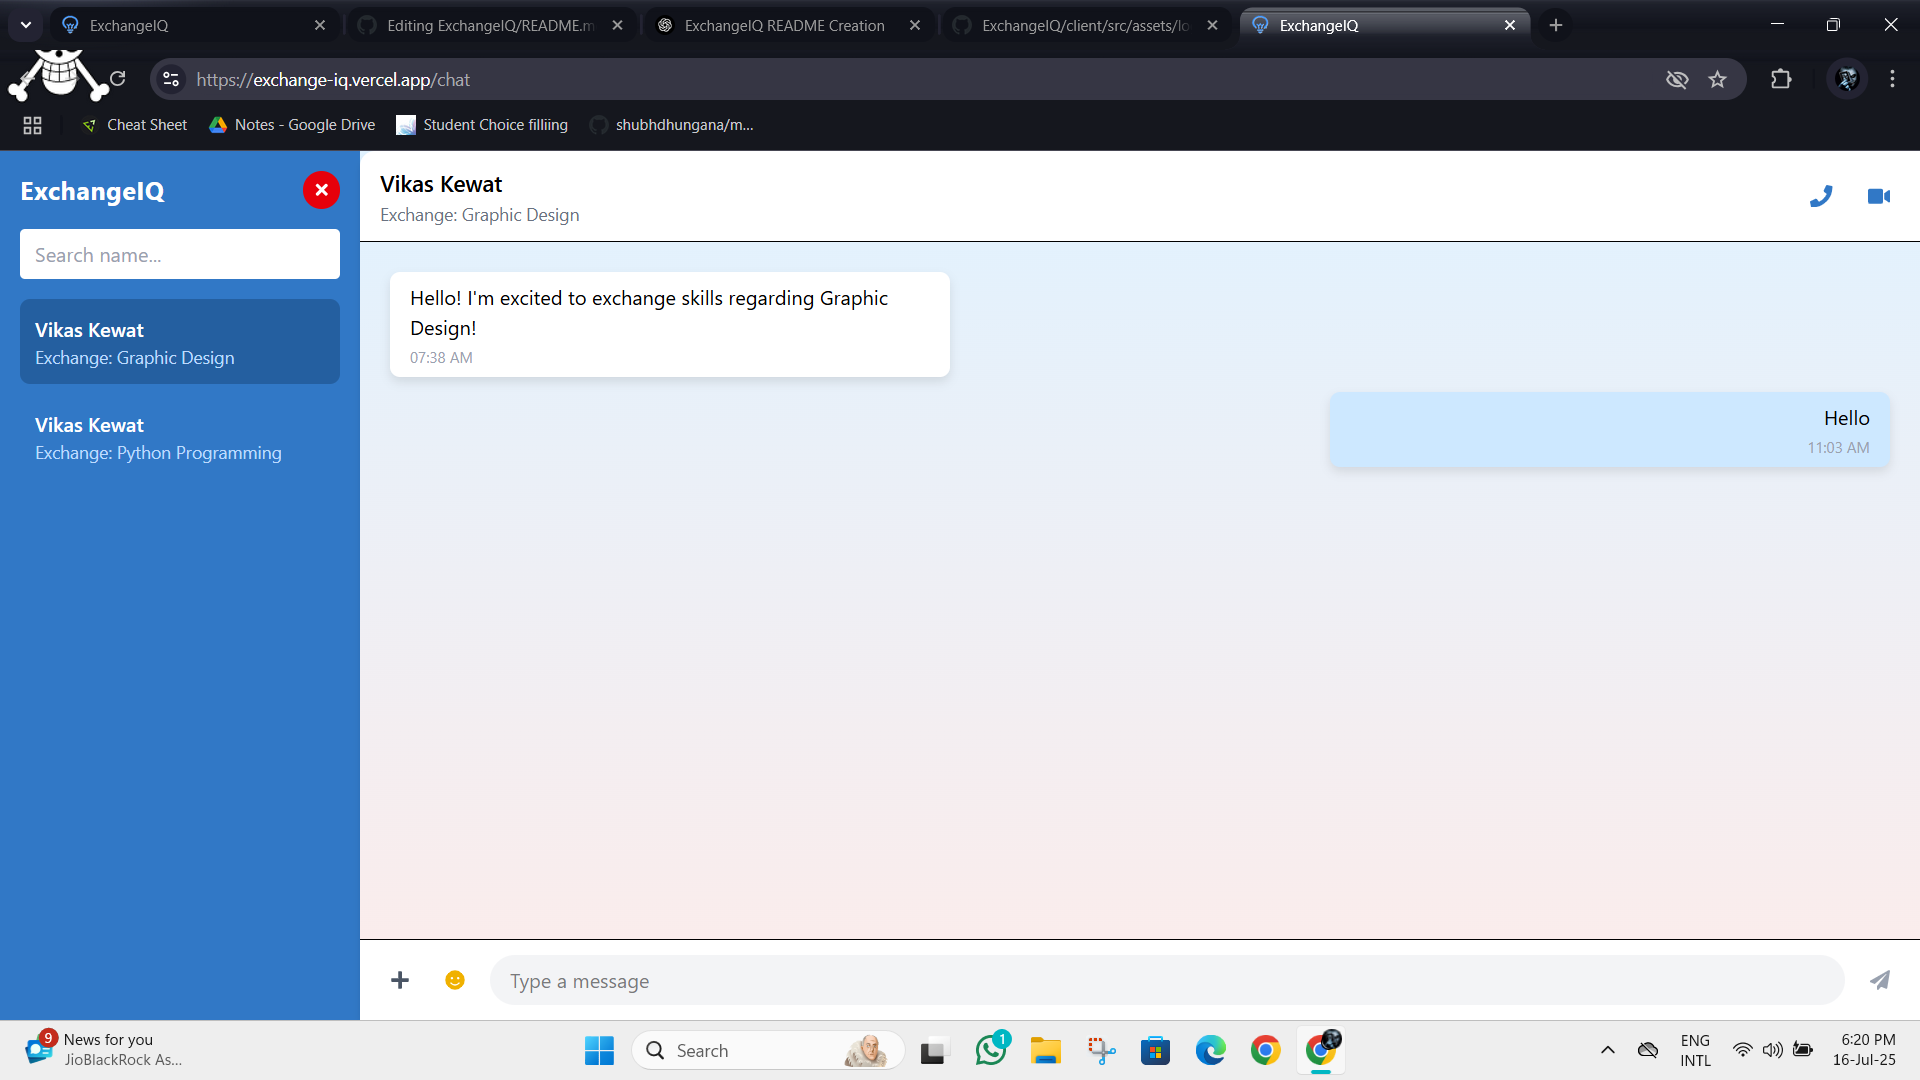 ExchangeIQ
Editing ExchangeIQ/README.m
ExchangeIQ README Creation
ExchangeIQ/client/src/assets/lo
ExchangeIQ
https://exchange-iq.vercel.app/chat
Cheat Sheet
Notes - Google Drive
Student Choice filliing
shubhdhungana/m...
ExchangeIQ
Search name...
Vikas Kewat
Exchange: Graphic Design
Vikas Kewat
Exchange: Python Programming
Vikas Kewat
Exchange: Graphic Design
Hello! I'm excited to exchange skills regarding Graphic
Design!
07:38 AM
Hello
11:03 AM
Type a message
9
News for you
JioBlackRock As...
Search
1
ENG
INTL
6:20 PM
16-Jul-25